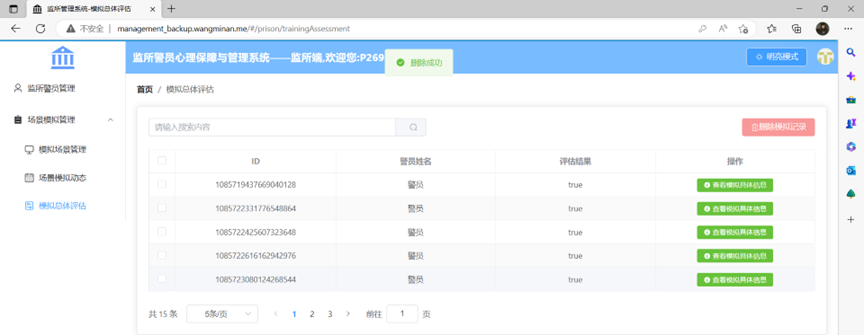 监所管理系统-模拟总体评估
不安全 management_backup.wangminan.me/#/prison/trainingAssessment
监所警员心理保障与管理系统——监所端,欢迎您:P269
删除成功
明亮模式
监所警员管理
场景模拟管理
模拟场景管理
场景模拟动态
模拟总体评估
首页 / 模拟总体评估
请输入搜索内容
删除模拟记录
ID 警员姓名 评估结果 操作
1085719437669040128 警员 true 查看模拟具体信息
1085722331776548864 警员 true 查看模拟具体信息
1085722425607323648 警员 true 查看模拟具体信息
1085722616162942976 警员 true 查看模拟具体信息
1085723080124268544 警员 true 查看模拟具体信息
共 15 条 5条/页 1 2 3 前往 1 页